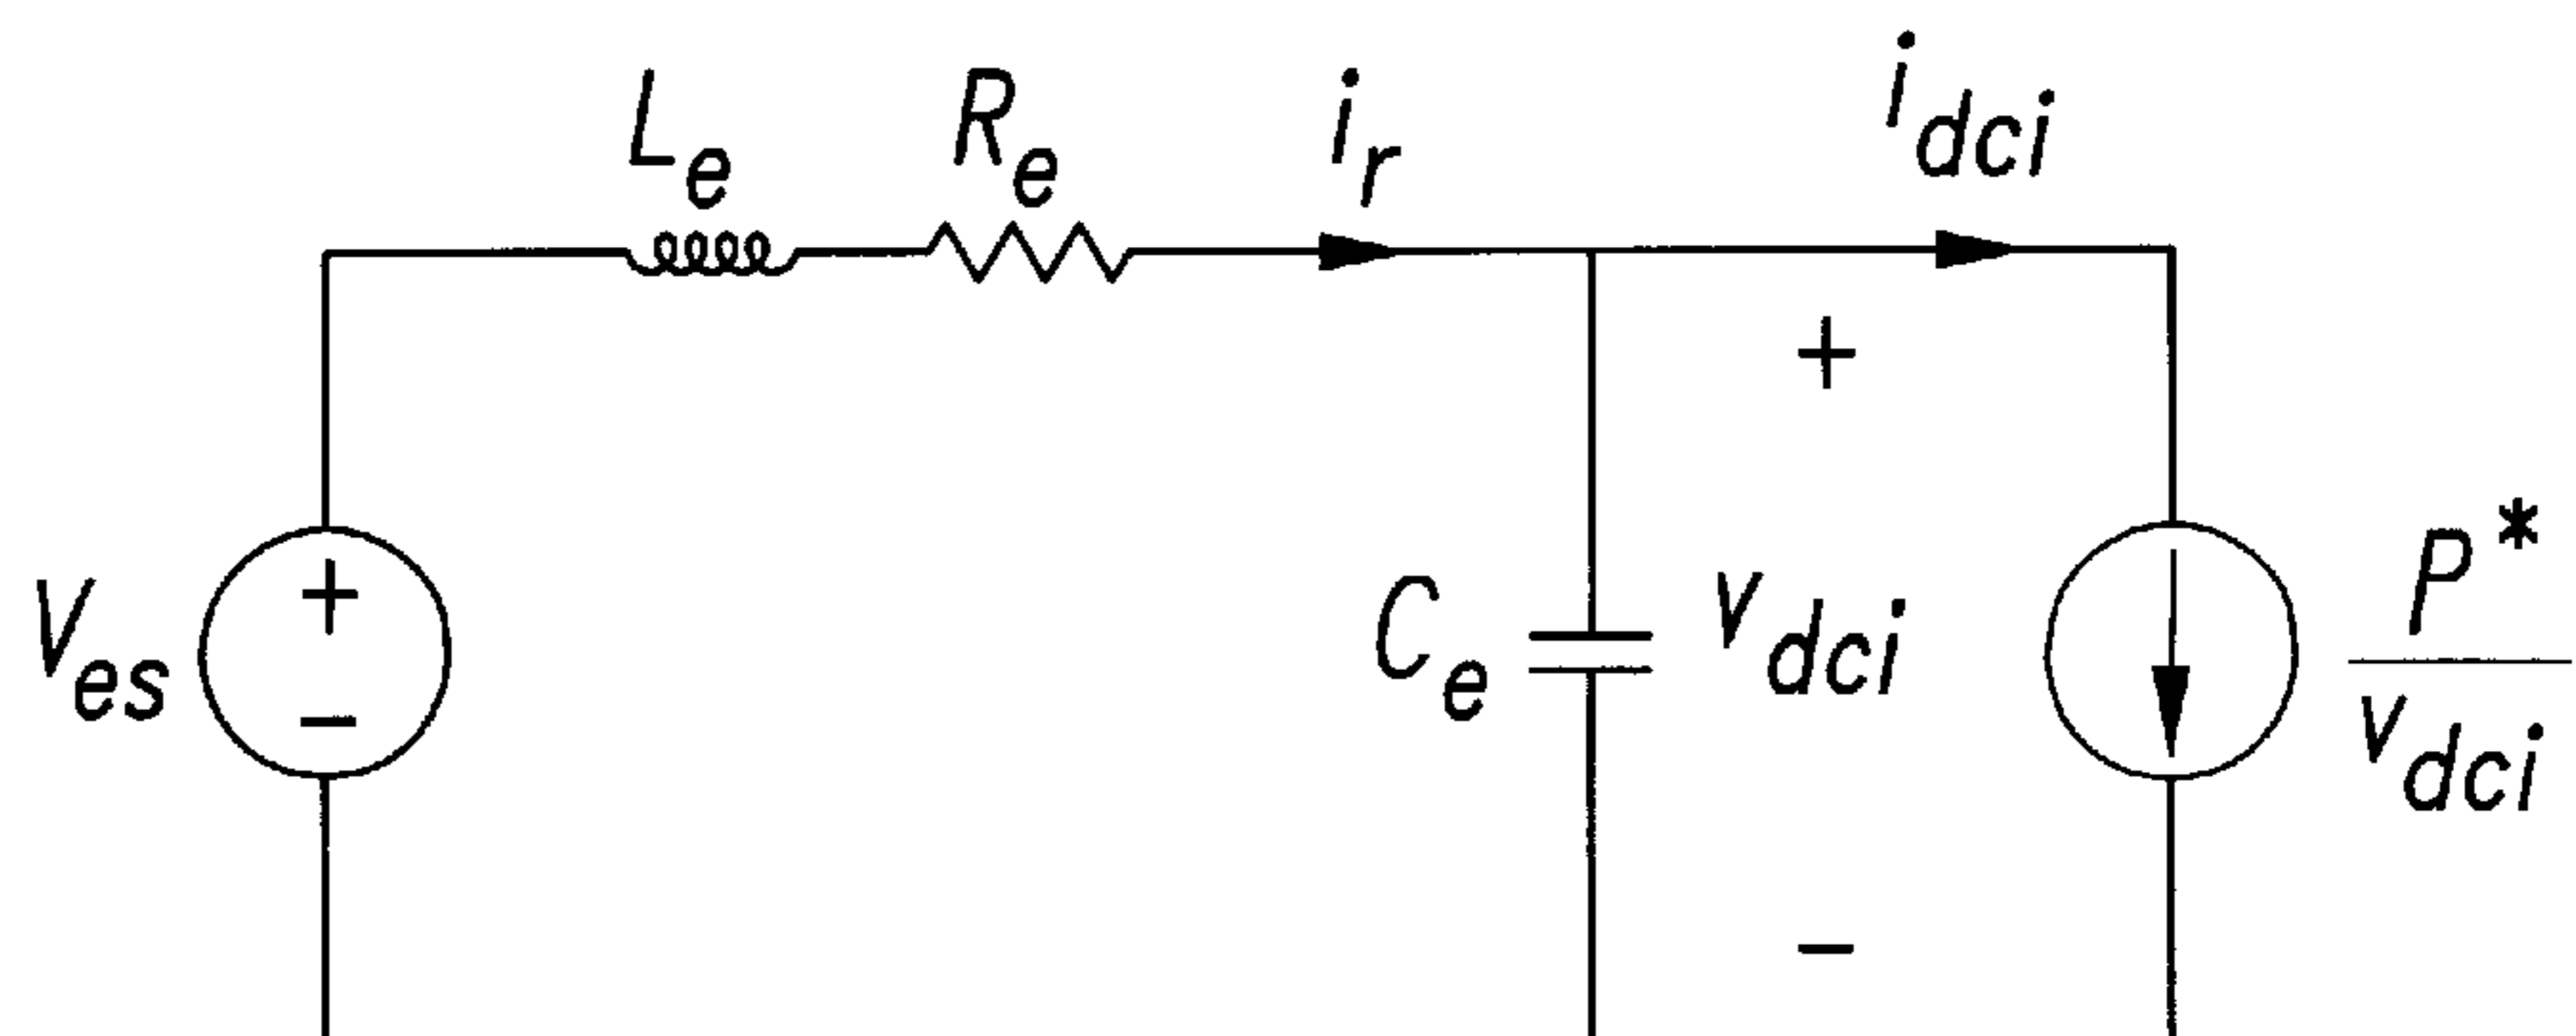 L_e
R_e
i_r
i_dci
V_es
+
−
C_e
+
v_dci
−
P*
v_dci